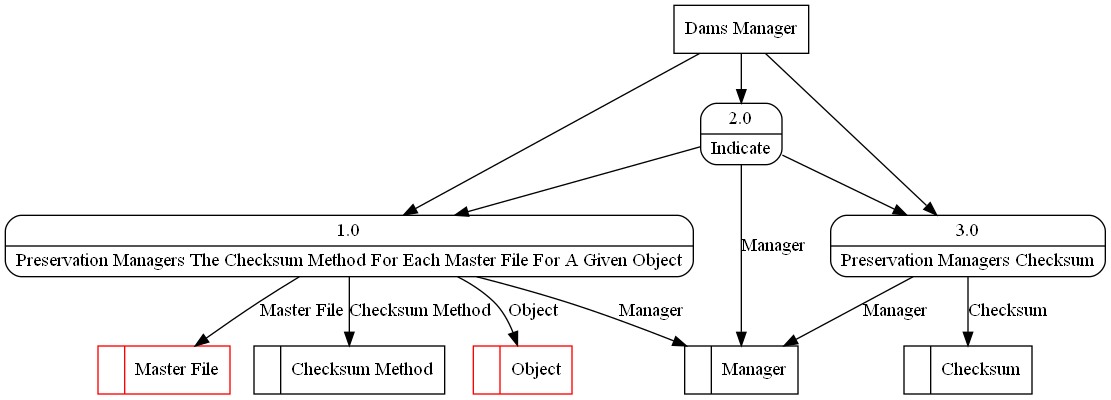 Dams Manager
2.0
Indicate
1.0
Preservation Managers The Checksum Method For Each Master File For A Given Object
Manager
3.0
Preservation Managers Checksum
Master File
Checksum Method
Object
Manager
Manager
Checksum
Master File
Checksum Method
Object
Manager
Checksum